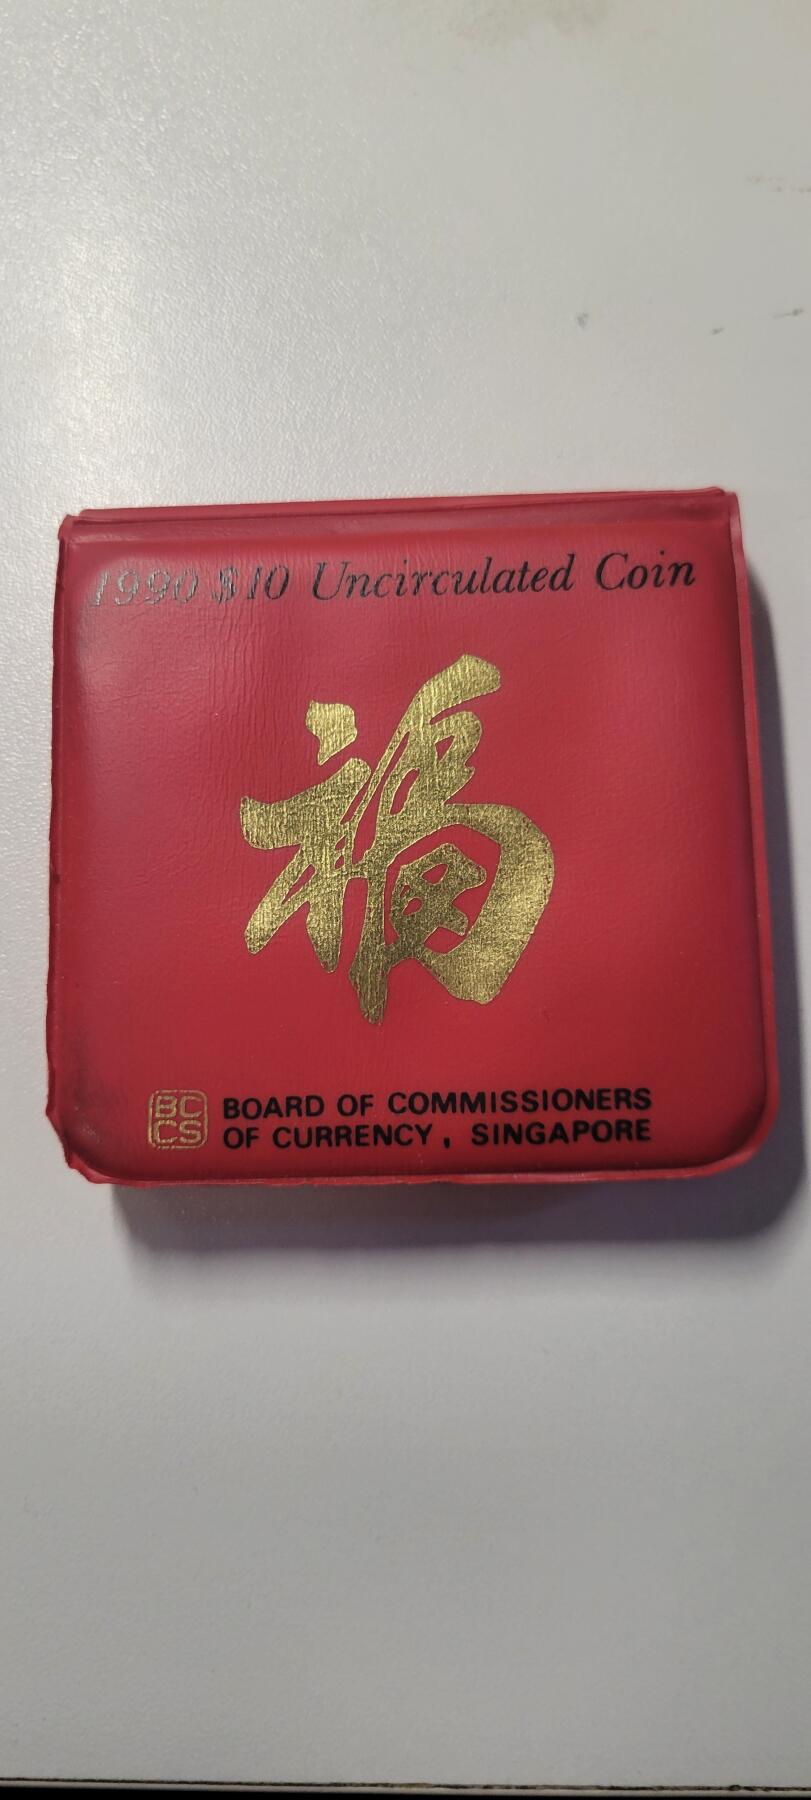 1990 $10 Uncirculated Coin
福
BC
CS
BOARD OF COMMISSIONERS
OF CURRENCY, SINGAPORE